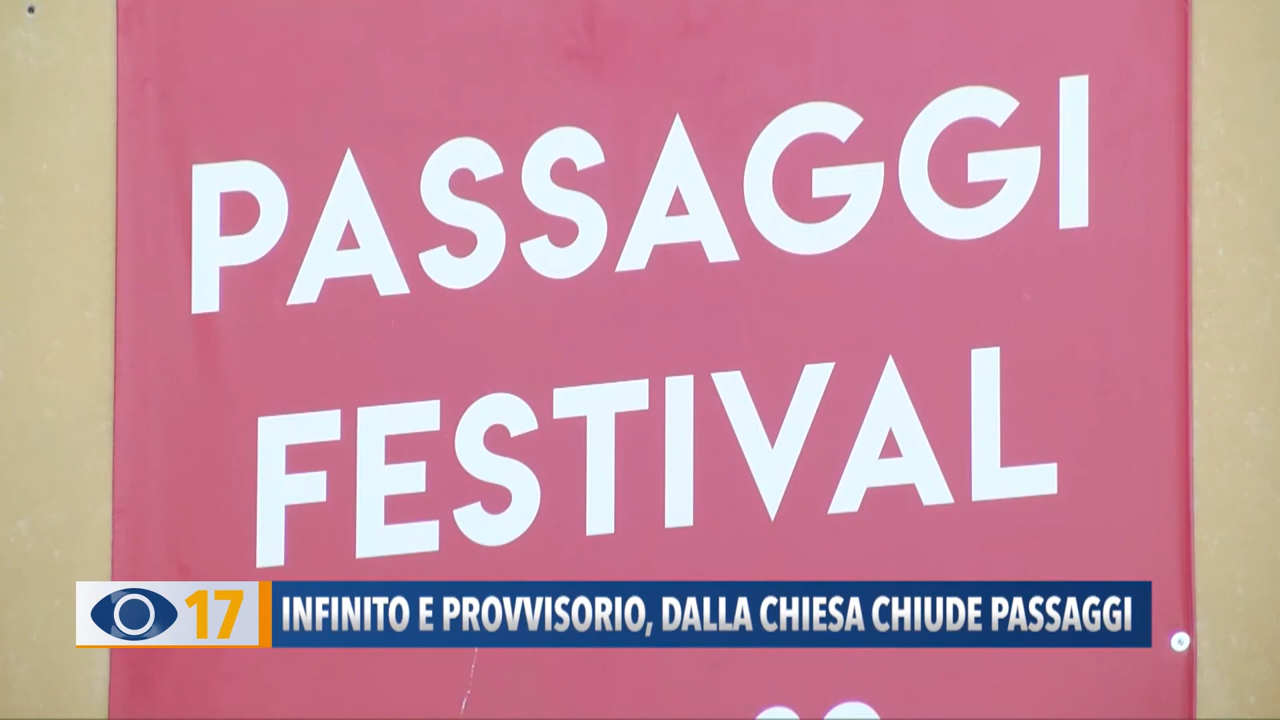 PASSAGGI
FESTIVAL
17 INFINITO E PROVVISORIO, DALLA CHIESA CHIUDE PASSAGGI